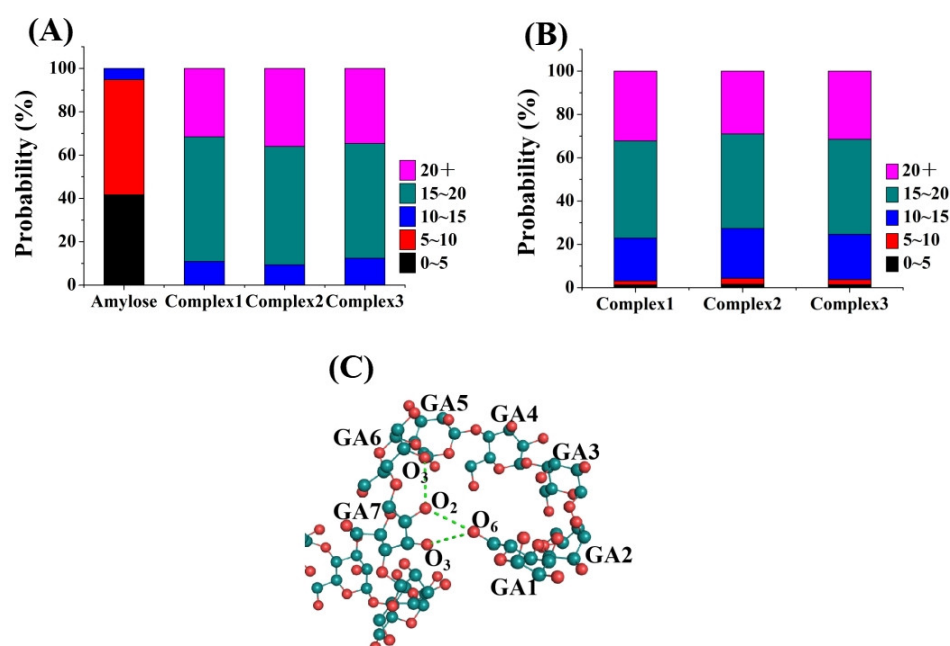 (A)
Probability (%)
100
80
60
40
20
0
Amylose Complex1 Complex2 Complex3
20+
15~20
10~15
5~10
0~5
(B)
Probability (%)
100
80
60
40
20
0
Complex1 Complex2 Complex3
20+
15~20
10~15
5~10
0~5
(C)
GA5
GA4
GA6
GA3
O3
GA7
O2
O6
O3
GA2
GA1